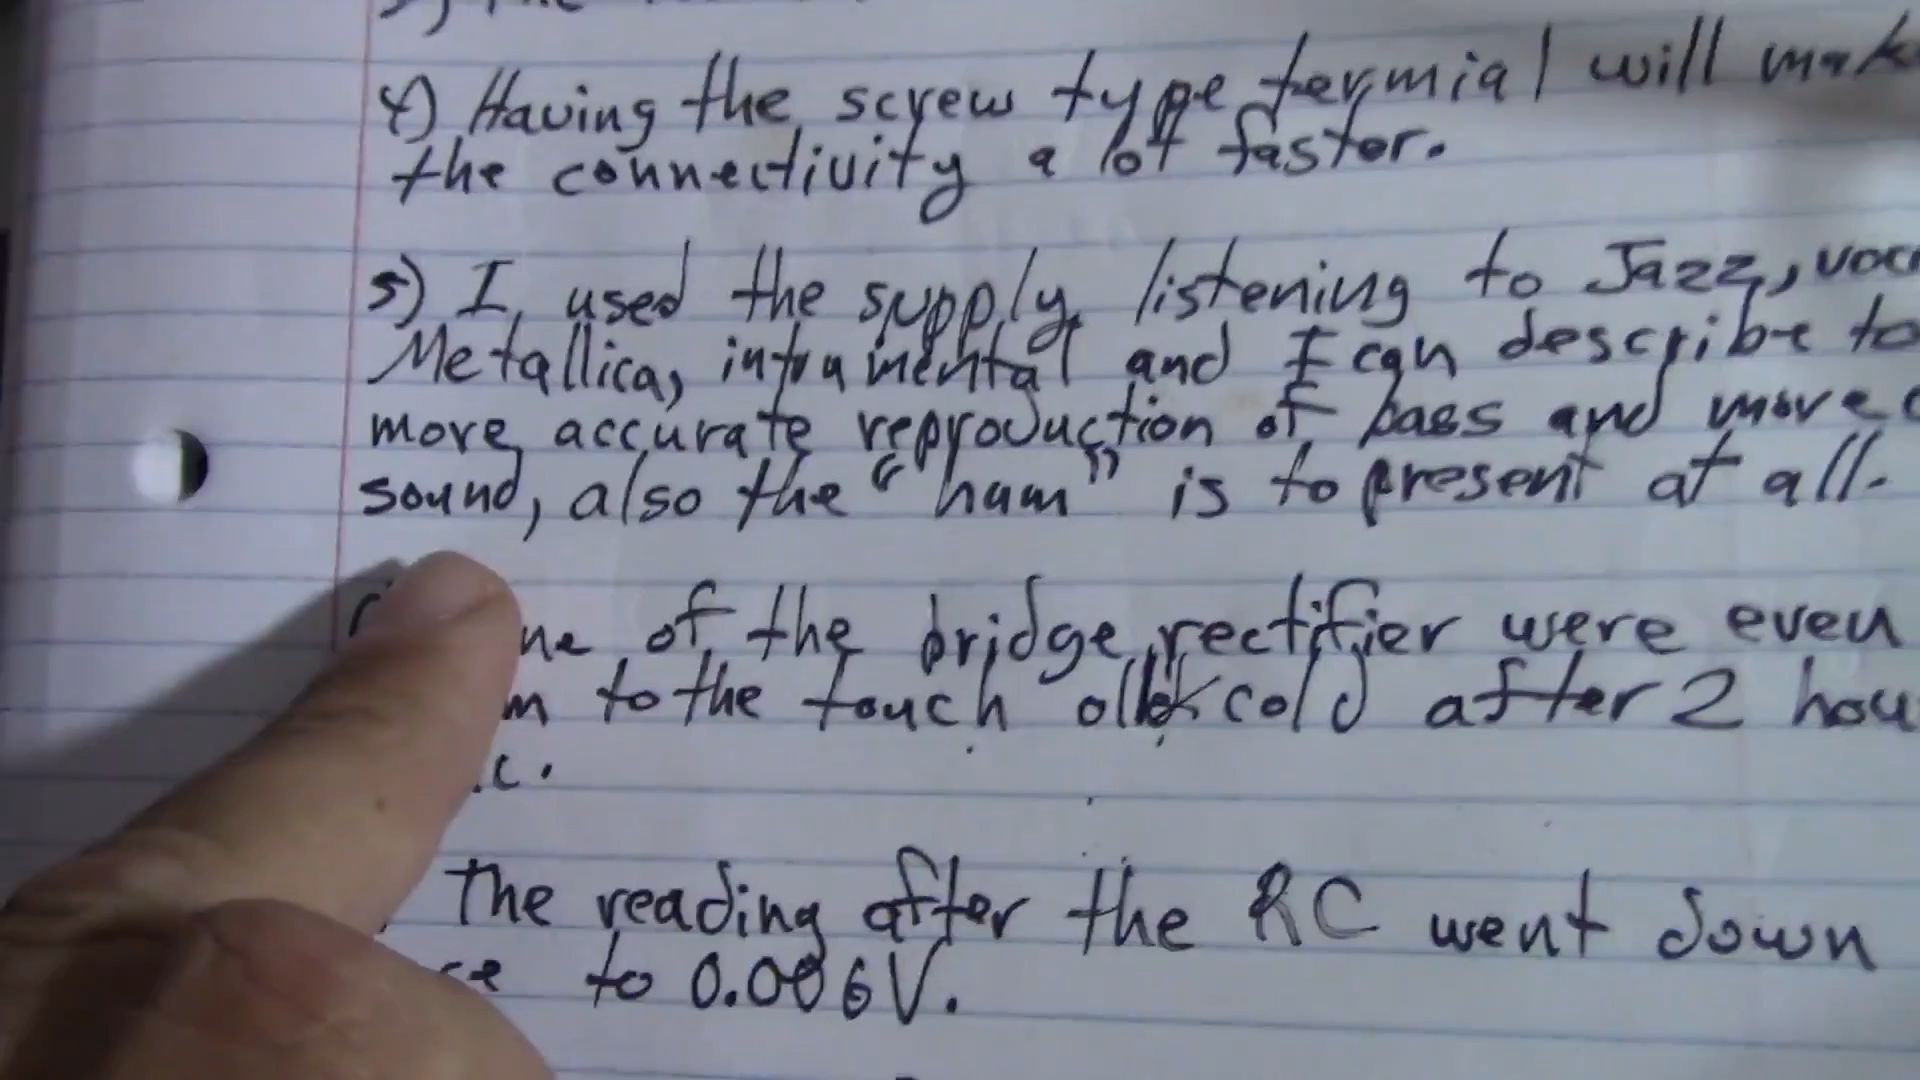 4) Having the screw type termial will make
the connectivity a lot faster.
5) I used the supply listening to Jazz,
Metallica, intrumental and I can describe to
more accurate reproduction of bass and more
sound, also the "ham" is to present at all.
of the bridge rectifier were even
to the touch cold after 2
The reading after the RC went down
to 0.006V.